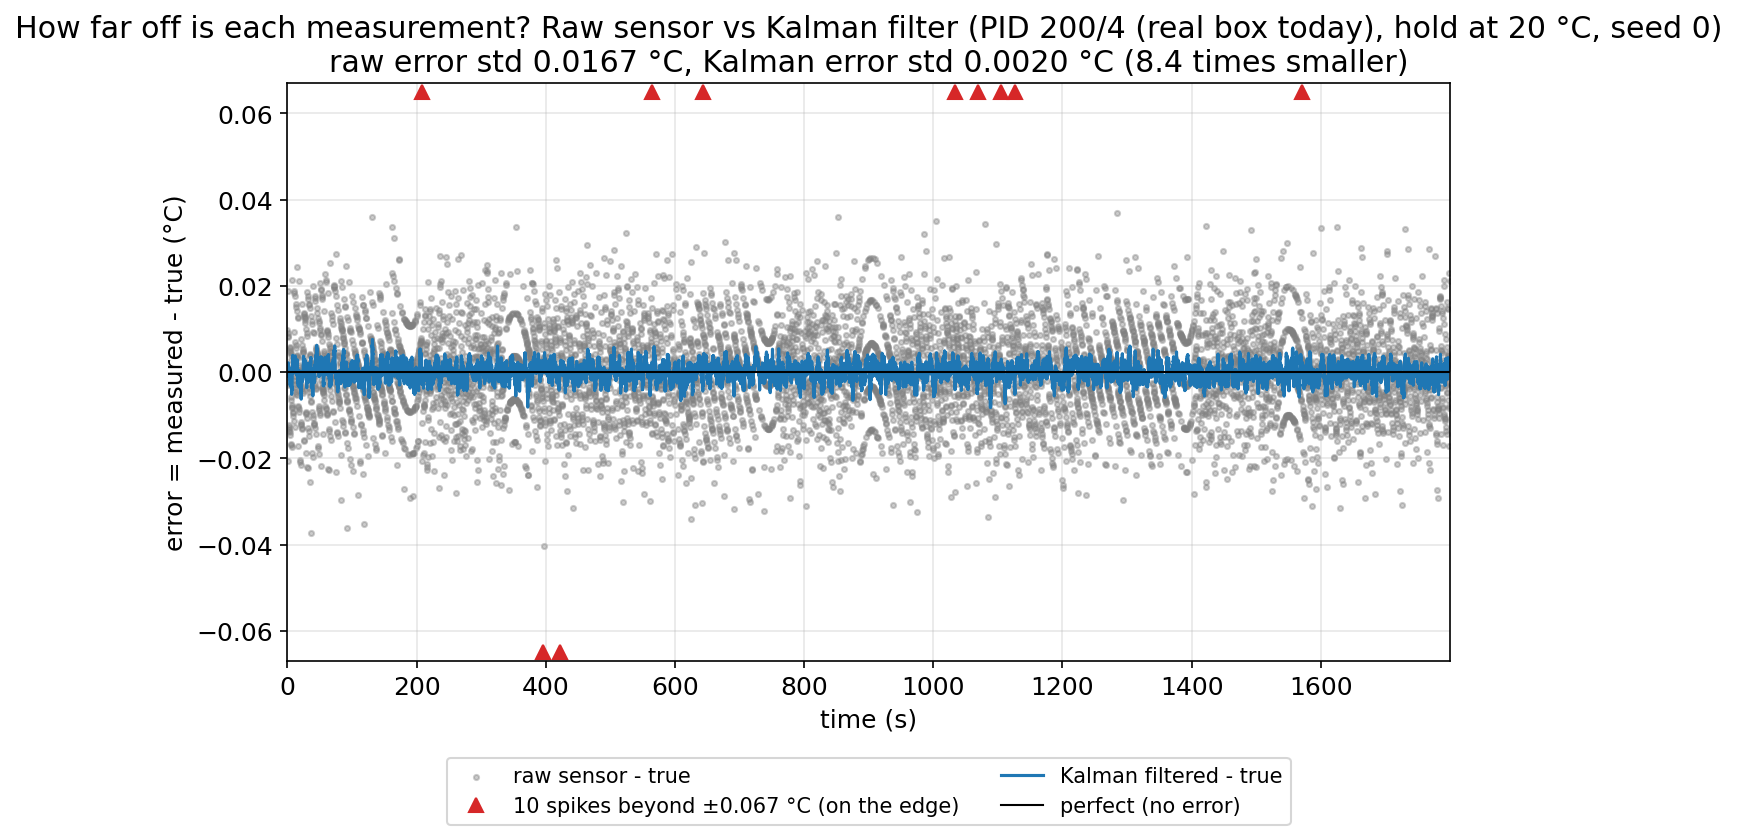 How far off is each measurement? Raw sensor vs Kalman filter (PID 200/4 (real box today), hold at 20 °C, seed 0)
raw error std 0.0167 °C, Kalman error std 0.0020 °C (8.4 times smaller)
error = measured - true (°C)
0.06
0.04
0.02
0.00
−0.02
−0.04
−0.06
0
200
400
600
800
1000
1200
1400
1600
time (s)
raw sensor - true
10 spikes beyond ±0.067 °C (on the edge)
Kalman filtered - true
perfect (no error)